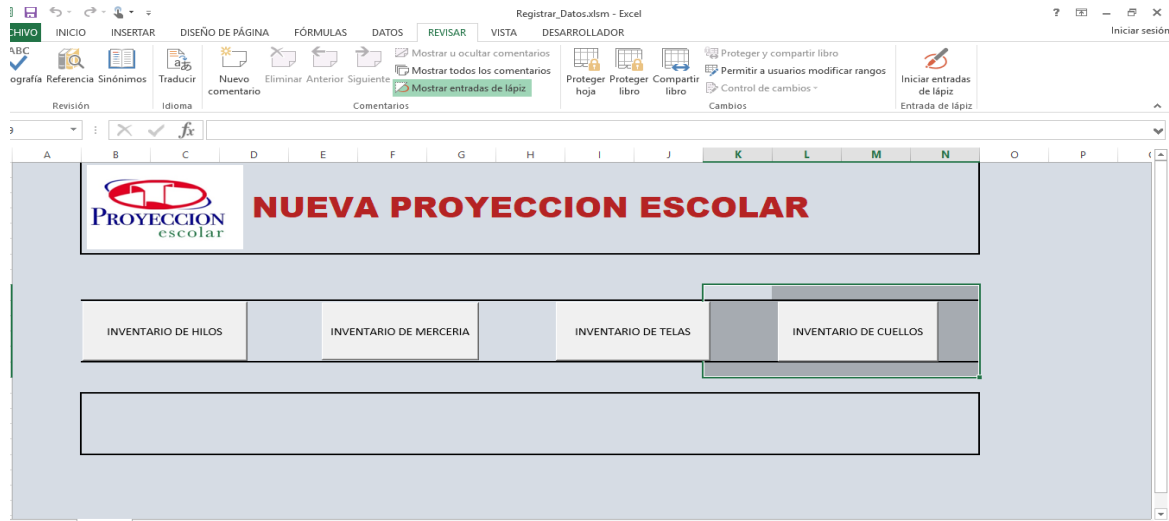 Registrar_Datos.xlsm - Excel
CHIVO INICIO INSERTAR DISEÑO DE PÁGINA FÓRMULAS DATOS REVISAR VISTA DESARROLLADOR Iniciar sesión
ABC
ografía Referencia Sinónimos
Revisión
Traducir
Idioma
Nuevo comentario
Eliminar Anterior Siguiente
Mostrar u ocultar comentarios
Mostrar todos los comentarios
Mostrar entradas de lápiz
Comentarios
Proteger hoja
Proteger libro
Compartir libro
Proteger y compartir libro
Permitir a usuarios modificar rangos
Control de cambios
Cambios
Iniciar entradas de lápiz
Entrada de lápiz
fx
A B C D E F G H I J K L M N O P
PROYECCION
escolar
NUEVA PROYECCION ESCOLAR
INVENTARIO DE HILOS
INVENTARIO DE MERCERIA
INVENTARIO DE TELAS
INVENTARIO DE CUELLOS